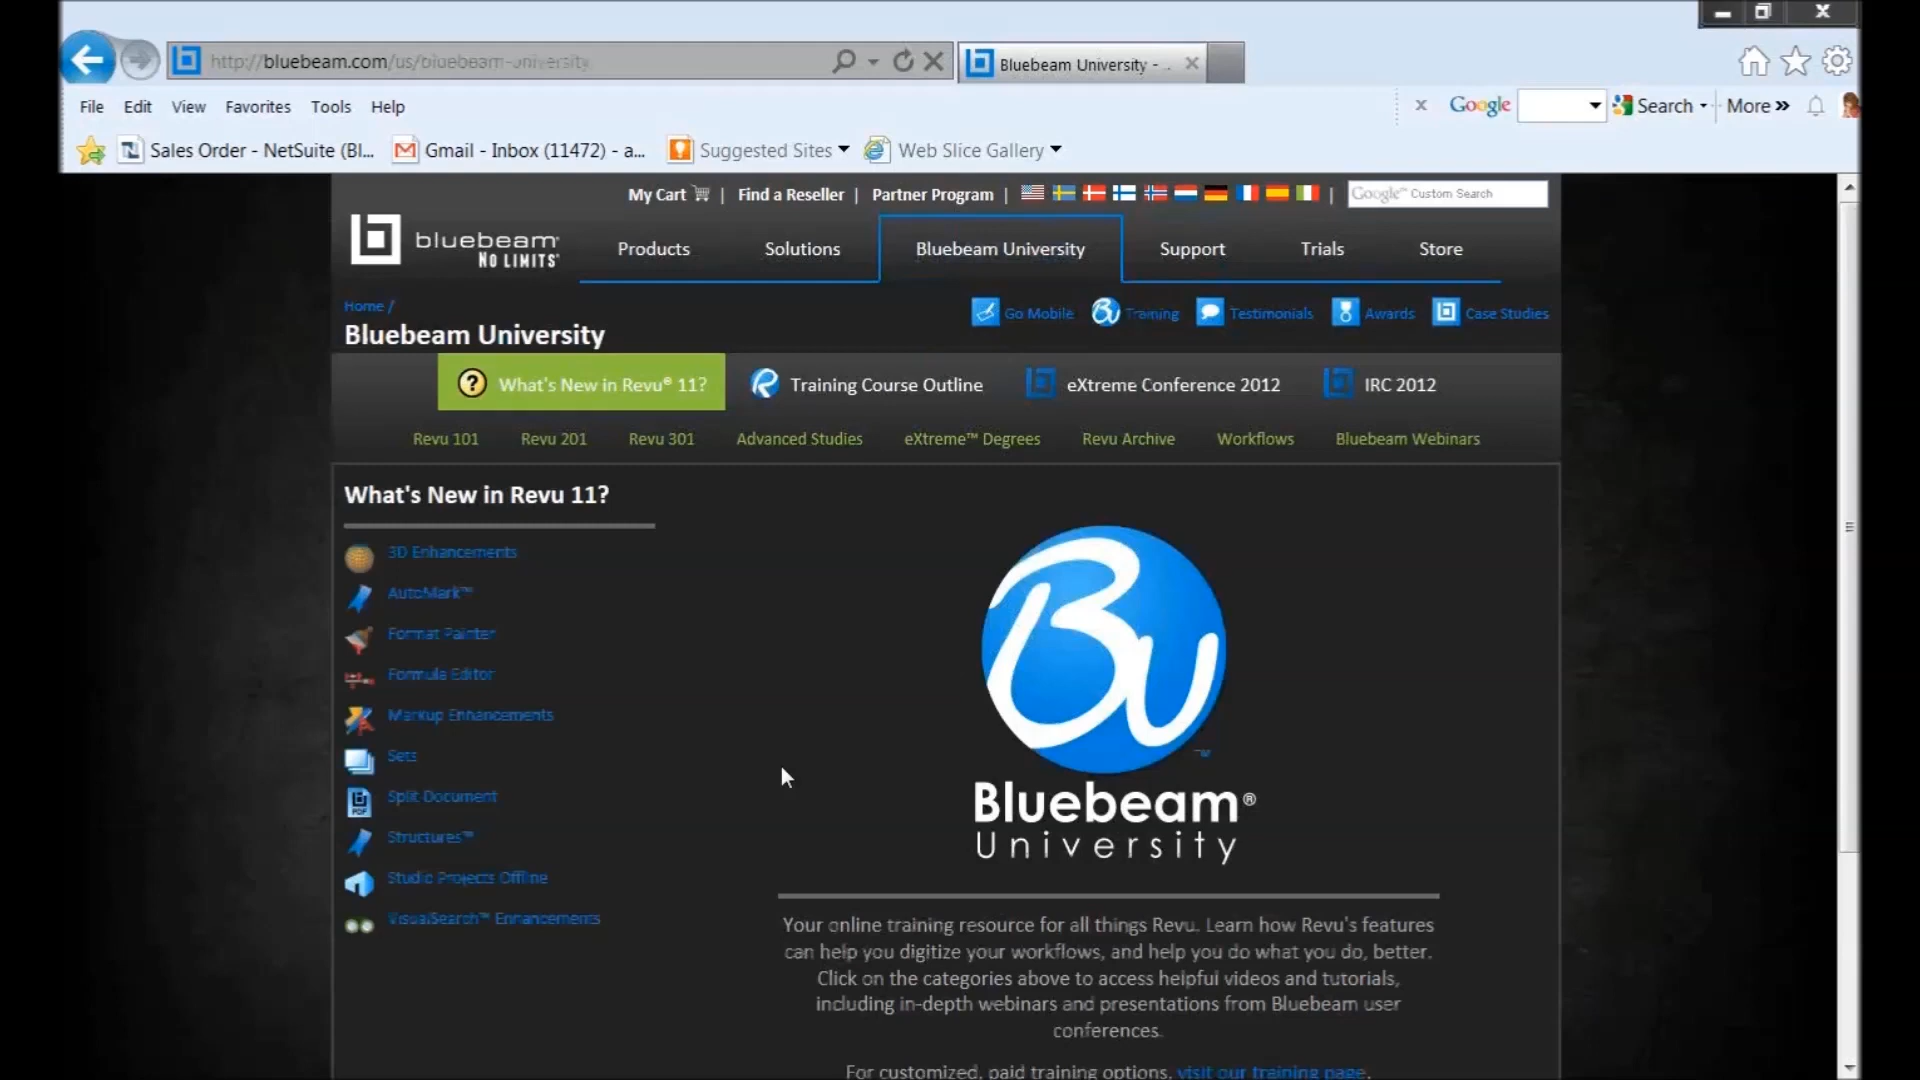 http://bluebeam.com/us/bluebeam-university
Bluebeam University - ...
File Edit View Favorites Tools Help
x Google Search More »
Sales Order - NetSuite (Bl... Gmail - Inbox (11472) - a... Suggested Sites Web Slice Gallery
My Cart | Find a Reseller | Partner Program | | Google™ Custom Search
bluebeam®
NO LIMITS®
Products Solutions Bluebeam University Support Trials Store
Home /
Go Mobile Training Testimonials Awards Case Studies
Bluebeam University
What's New in Revu® 11? Training Course Outline eXtreme Conference 2012 IRC 2012
Revu 101 Revu 201 Revu 301 Advanced Studies eXtreme™ Degrees Revu Archive Workflows Bluebeam Webinars
What's New in Revu 11?
3D Enhancements
AutoMark™
Format Painter
Formula Editor
Markup Enhancements
Sets
Split Document
Structures™
Studio Projects Offline
VisualSearch™ Enhancements
Bu™
Bluebeam®
University
Your online training resource for all things Revu. Learn how Revu's features
can help you digitize your workflows, and help you do what you do, better.
Click on the categories above to access helpful videos and tutorials,
including in-depth webinars and presentations from Bluebeam user
conferences.
For customized, paid training options, visit our training page.